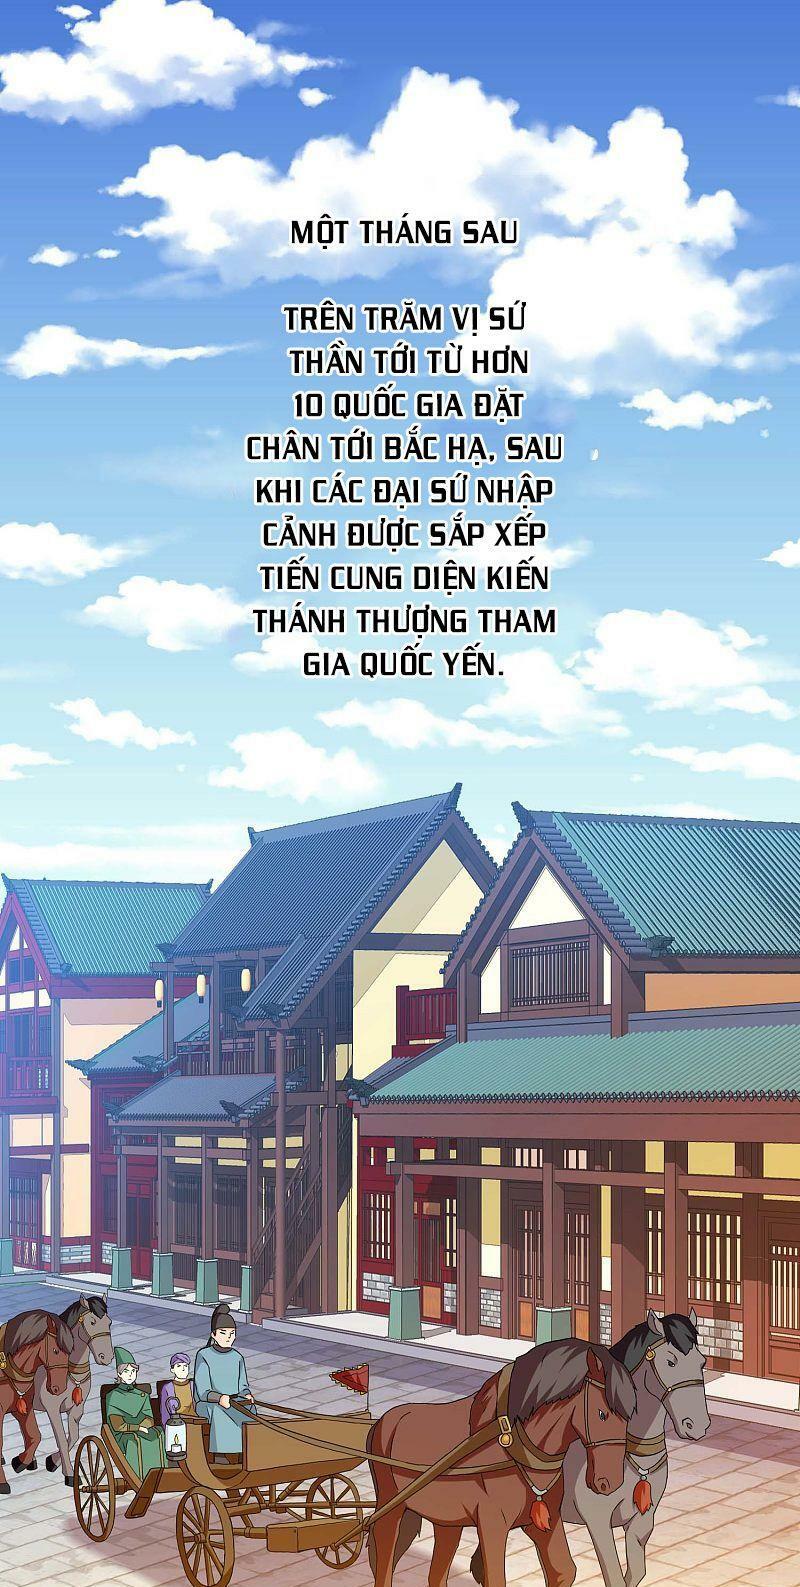 MỘT THÁNG SAU
TRÊN TRĂM VỊ SỨ
THẦN TỚI TỪ HƠN
10 QUỐC GIA ĐẶT
CHÂN TỚI BẮC HẠ, SAU
KHI CÁC ĐẠI SỨ NHẬP
CẢNH ĐƯỢC SẮP XẾP
TIẾN CUNG DIỆN KIẾN
THÁNH THƯỢNG THAM
GIA QUỐC YẾN.